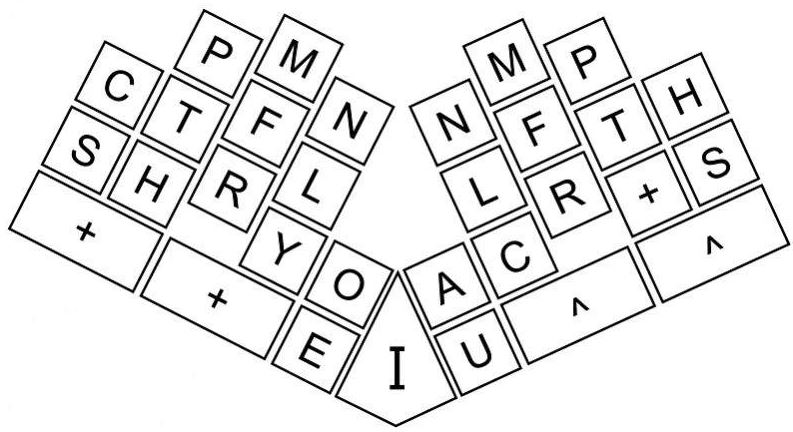 P M M P
C T F N N F T H
S H R L L R + S
+ + Y O A C ^ ^
E I U